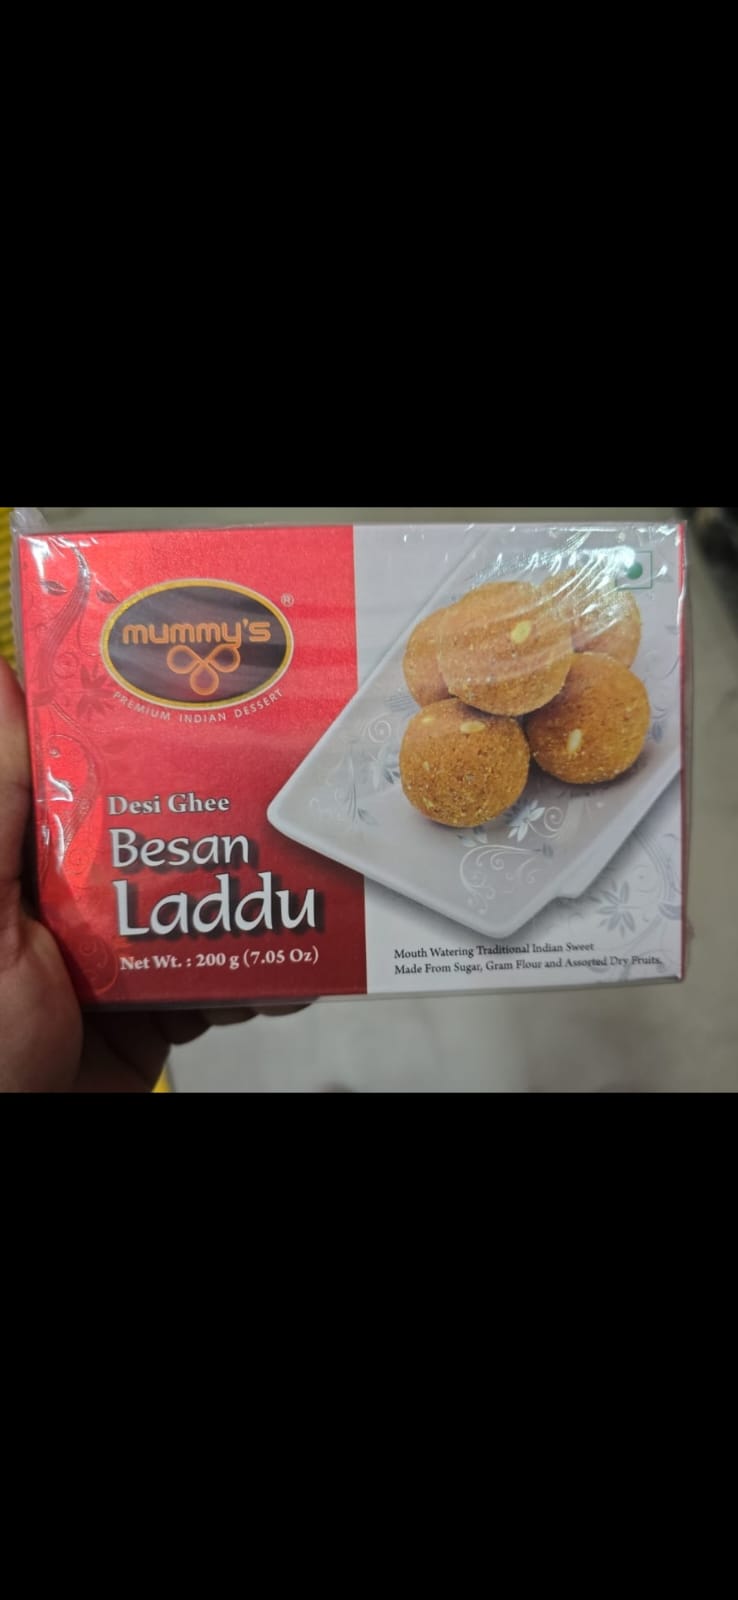 mummy's
®
PREMIUM INDIAN DESSERT
Desi Ghee
Besan
Laddu
Net Wt. : 200 g (7.05 Oz)
Mouth Watering Traditional Indian Sweet
Made From Sugar, Gram Flour and Assorted Dry Fruits.